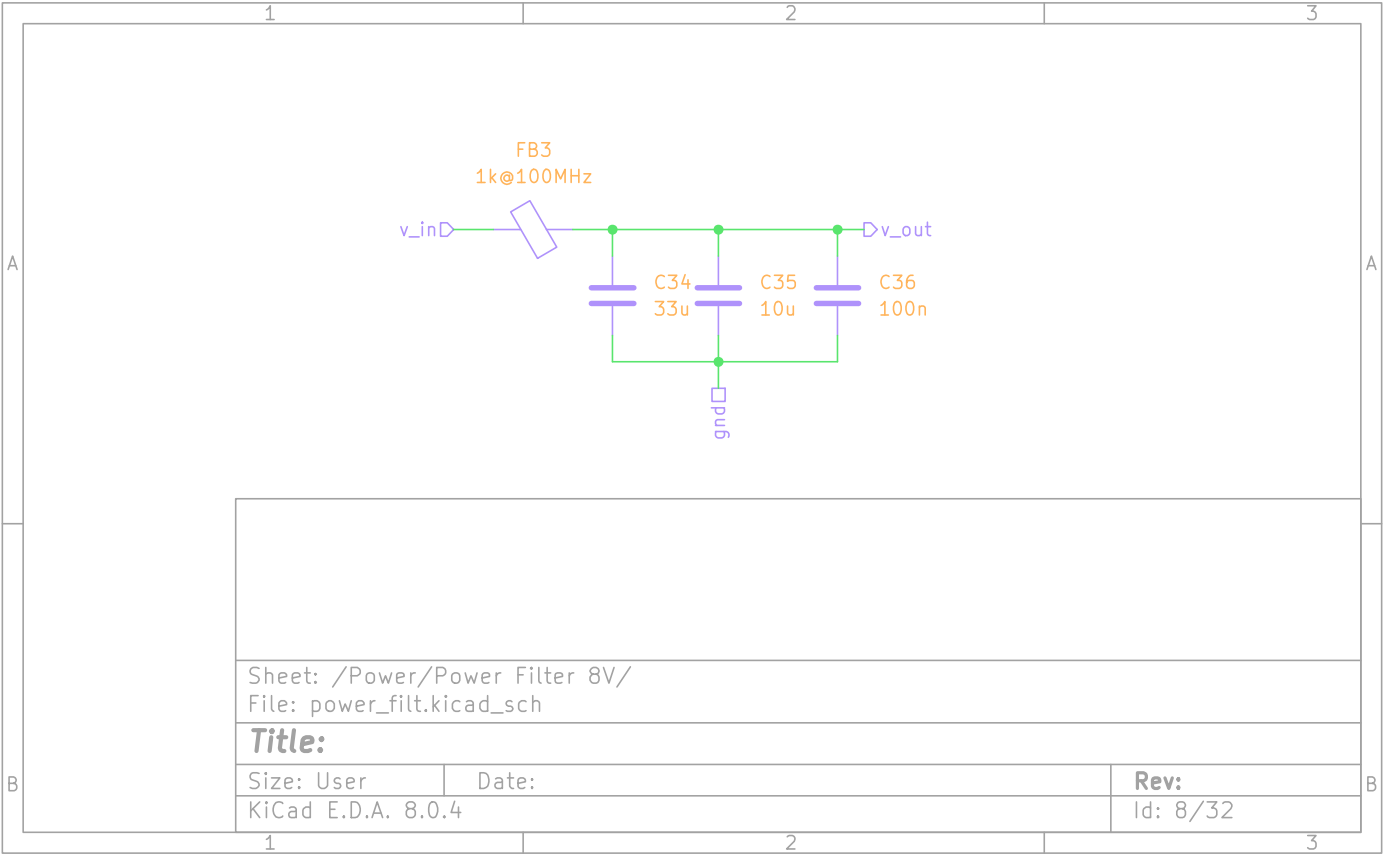 1 2 3
FB3
1k@100MHz
v_in
v_out
A
A
C34
C35
C36
33u
10u
100n
gnd
Sheet: /Power/Power Filter 8V/
File: power_filt.kicad_sch
Title:
B
B
Size: User
Date:
Rev:
KiCad E.D.A. 8.0.4
Id: 8/32
1 2 3